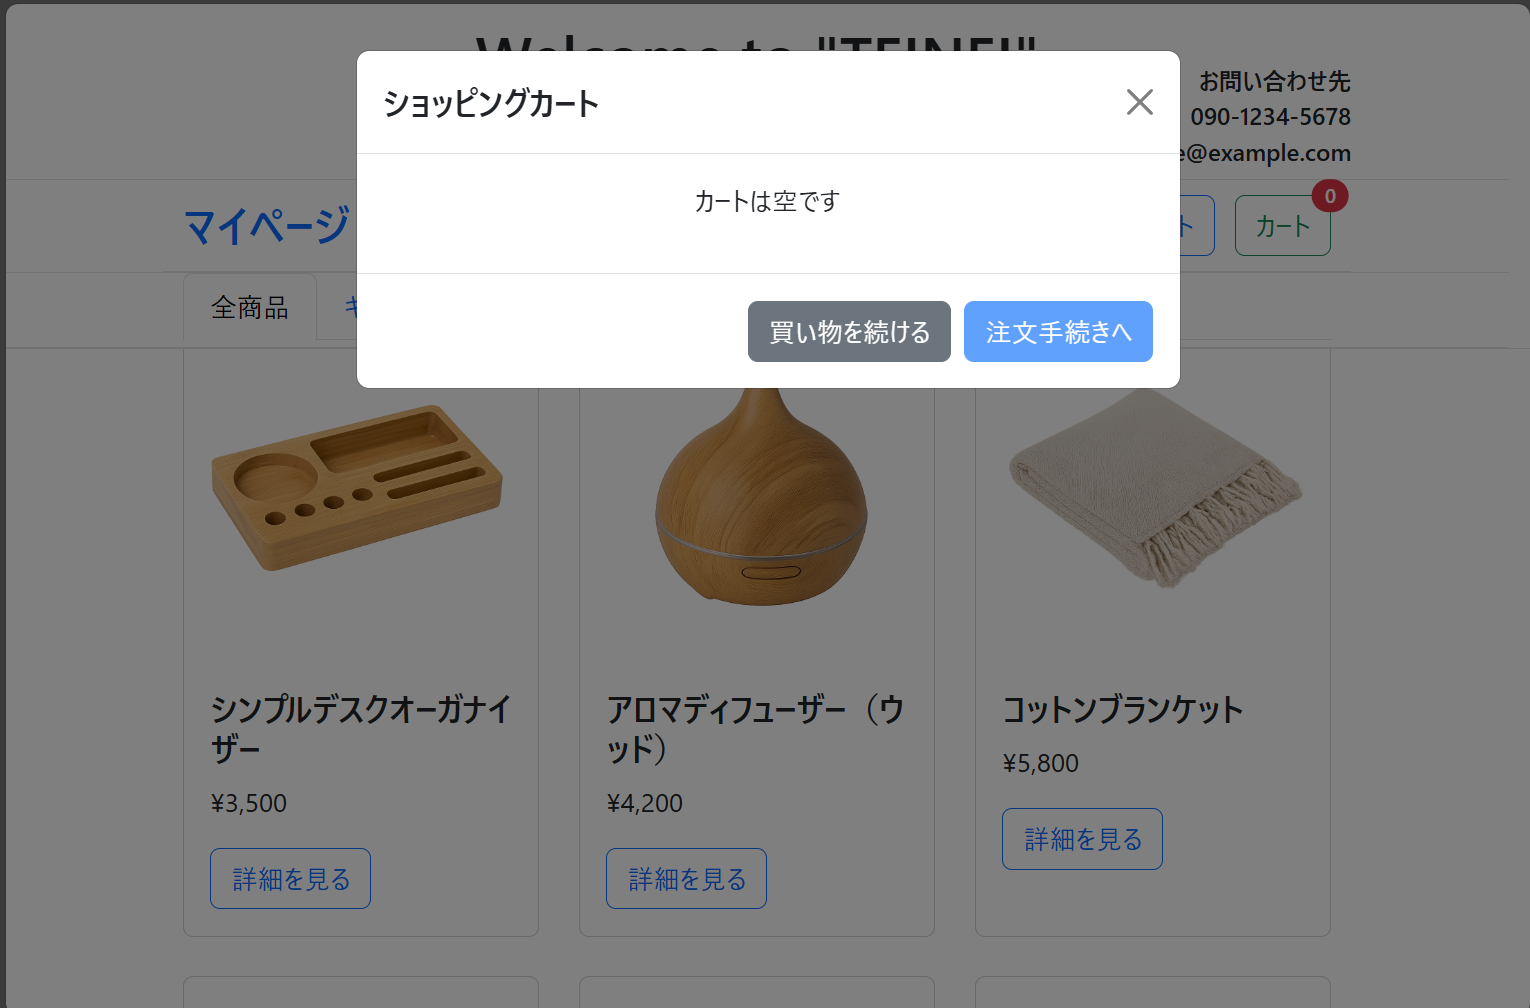 Welcome to "TEINEI"
ショッピングカート
お問い合わせ先
090-1234-5678
e@example.com
カートは空です
マイページ
ト
カート
0
全商品
キ
買い物を続ける
注文手続きへ
シンプルデスクオーガナイ
ザー
¥3,500
詳細を見る
アロマディフューザー（ウ
ッド）
¥4,200
詳細を見る
コットンブランケット
¥5,800
詳細を見る